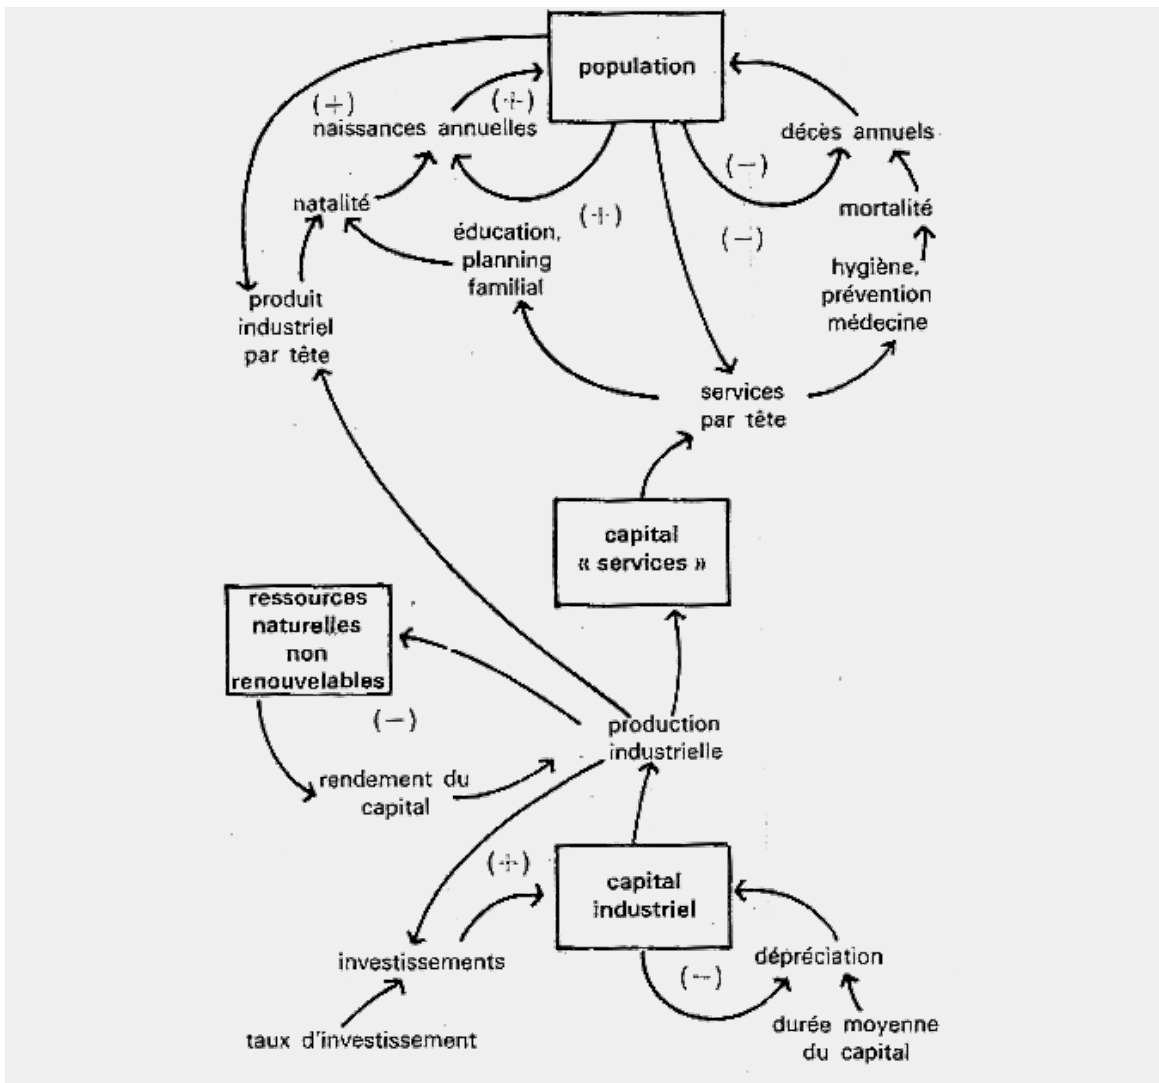 population
(+)
(+)
naissances annuelles
décès annuels
(−)
natalité
mortalité
(+)
éducation,
planning
familial
(−)
hygiène,
prévention
médecine
produit
industriel
par tête
services
par tête
capital
« services »
ressources
naturelles
non
renouvelables
(−)
production
industrielle
rendement du
capital
(+)
capital
industriel
investissements
(−)
dépréciation
taux d'investissement
durée moyenne
du capital